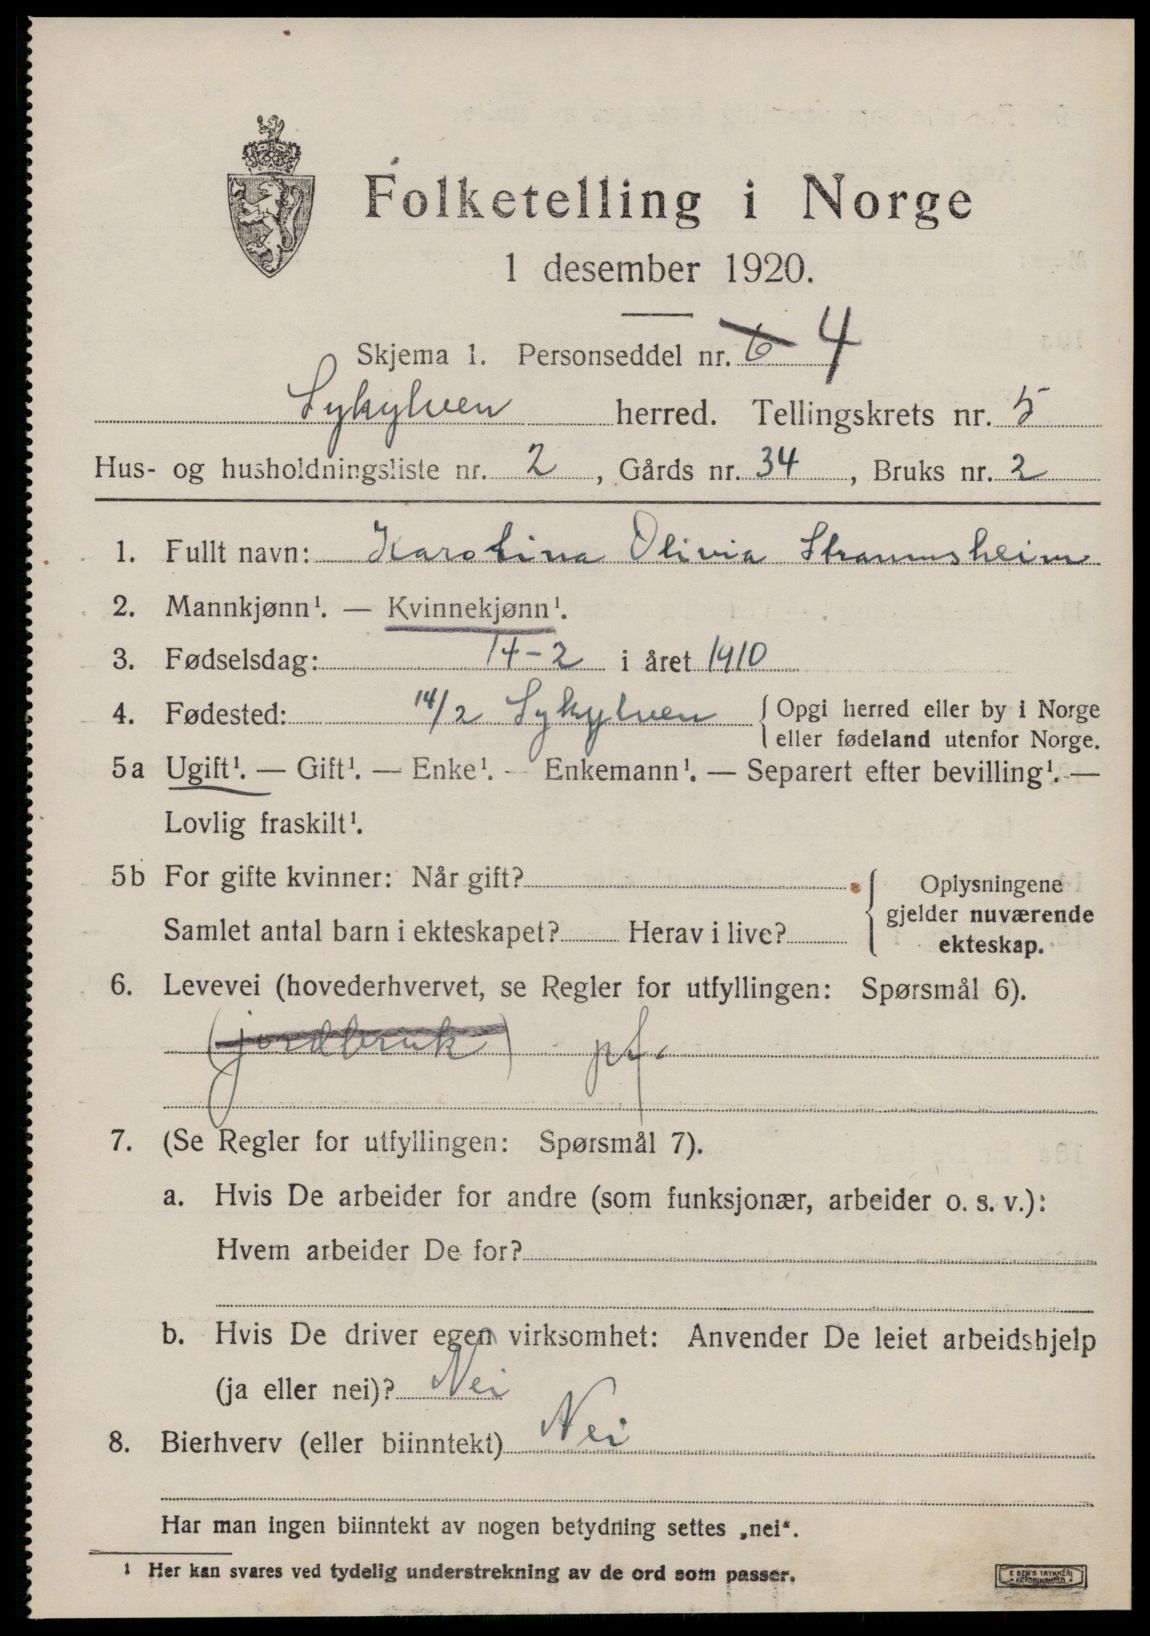 Folketelling i Norge
1 desember 1920.
Skjema 1. Personseddel nr. 6 4
Sykylven herred. Tellingskrets nr. 5
Hus- og husholdningsliste nr. 2, Gårds nr. 34, Bruks nr. 2
1. Fullt navn: Karolina Olivia Straumsheim
2. Mannkjønn¹. — Kvinnekjønn¹.
3. Fødselsdag: 14-2 i året 1910
4. Fødested: 14/2 Sykylven { Opgi herred eller by i Norge
eller fødeland utenfor Norge.
5a Ugift¹. — Gift¹. — Enke¹. — Enkemann¹. — Separert efter bevilling¹. —
Lovlig fraskilt¹.
5b For gifte kvinner: Når gift? { Oplysningene
gjelder nuværende
Samlet antal barn i ekteskapet? Herav i live?
ekteskap.
6. Levevei (hovederhvervet, se Regler for utfyllingen: Spørsmål 6).
(jordbruk) pf.
7. (Se Regler for utfyllingen: Spørsmål 7).
a. Hvis De arbeider for andre (som funksjonær, arbeider o. s. v.):
Hvem arbeider De for?
b. Hvis De driver egen virksomhet: Anvender De leiet arbeidshjelp
(ja eller nei)? Nei
8. Bierhverv (eller biinntekt) Nei
Har man ingen biinntekt av nogen betydning settes „nei“.
¹ Her kan svares ved tydelig understrekning av de ord som passer.